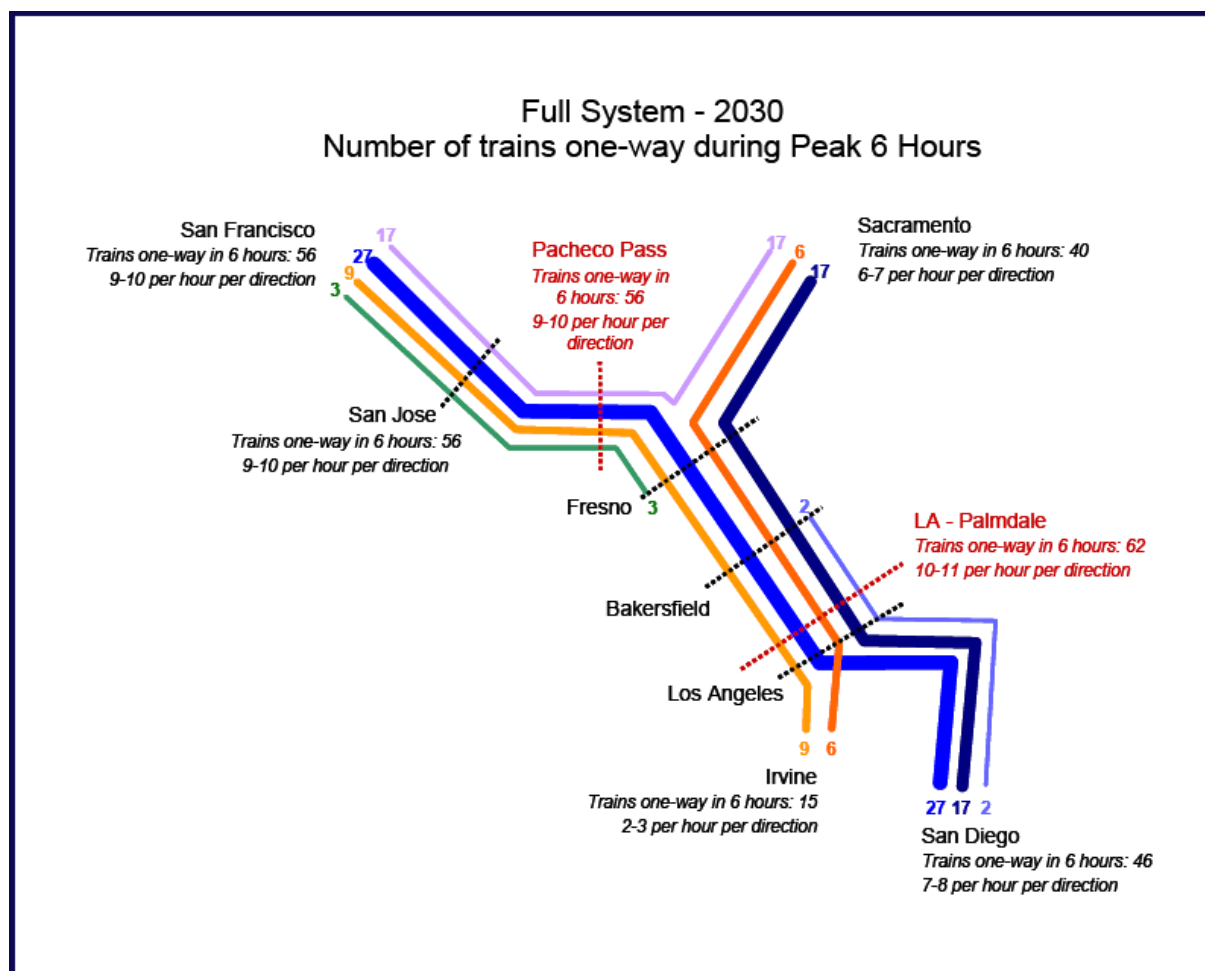 Full System - 2030
Number of trains one-way during Peak 6 Hours
San Francisco
Trains one-way in 6 hours: 56
9-10 per hour per direction
17
27
9
3
Pacheco Pass
Trains one-way in
6 hours: 56
9-10 per hour per
direction
17
6
17
Sacramento
Trains one-way in 6 hours: 40
6-7 per hour per direction
San Jose
Trains one-way in 6 hours: 56
9-10 per hour per direction
Fresno
3
2
LA - Palmdale
Trains one-way in 6 hours: 62
10-11 per hour per direction
Bakersfield
Los Angeles
9
6
Irvine
Trains one-way in 6 hours: 15
2-3 per hour per direction
27
17
2
San Diego
Trains one-way in 6 hours: 46
7-8 per hour per direction